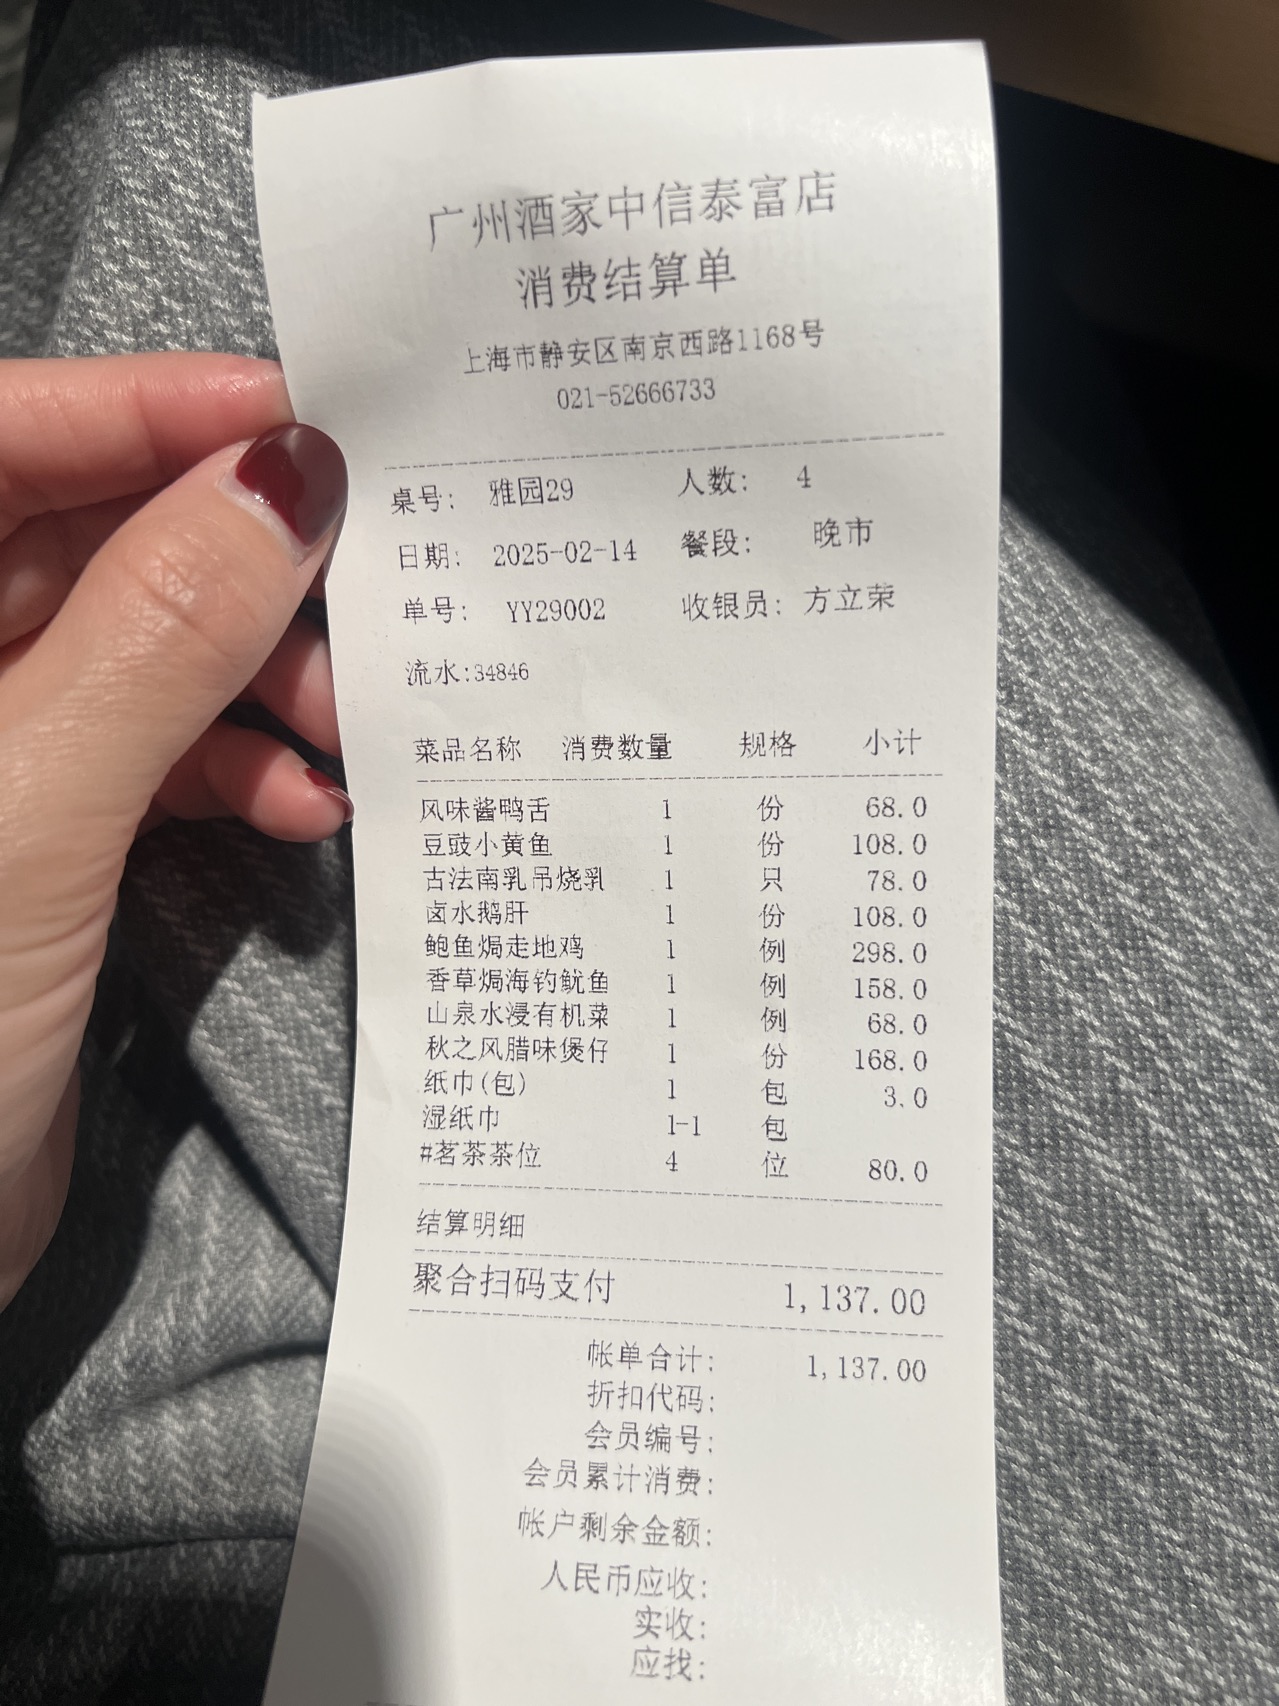 广州酒家中信泰富店
消费结算单
上海市静安区南京西路1168号
021-52666733
桌号: 雅园29 人数: 4
日期: 2025-02-14 餐段: 晚市
单号: YY29002 收银员: 方立荣
流水:34846
菜品名称 消费数量 规格 小计
风味酱鸭舌 1 份 68.0
豆豉小黄鱼 1 份 108.0
古法南乳吊烧乳 1 只 78.0
卤水鹅肝 1 份 108.0
鲍鱼焗走地鸡 1 例 298.0
香草焗海钓鱿鱼 1 例 158.0
山泉水浸有机菜 1 例 68.0
秋之风腊味煲仔 1 份 168.0
纸巾(包) 1 包 3.0
湿纸巾 1-1 包
#茗茶茶位 4 位 80.0
结算明细
聚合扫码支付 1,137.00
帐单合计: 1,137.00
折扣代码:
会员编号:
会员累计消费:
帐户剩余金额:
人民币应收:
实收:
应找: